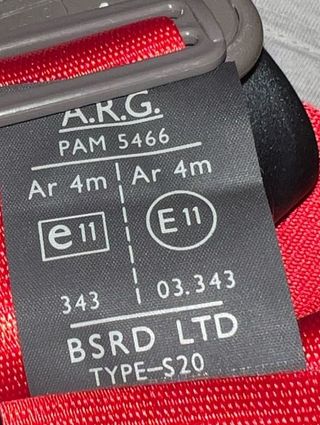 A.R.G.
PAM 5466
Ar 4m Ar 4m
e11 E11
343 03.343
BSRD LTD
TYPE-S20